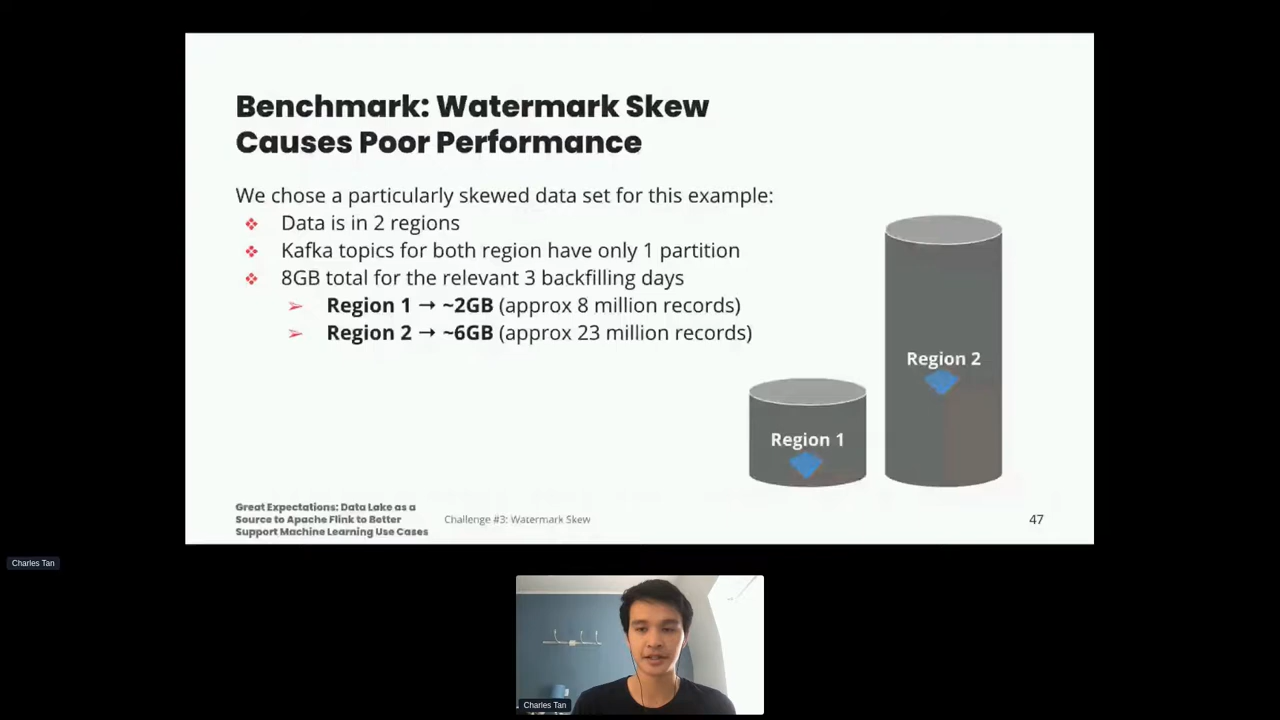 Benchmark: Watermark Skew
Causes Poor Performance
We chose a particularly skewed data set for this example:
Data is in 2 regions
Kafka topics for both region have only 1 partition
8GB total for the relevant 3 backfilling days
Region 1 → ~2GB (approx 8 million records)
Region 2 → ~6GB (approx 23 million records)
Region 2
Region 1
Great Expectations: Data Lake as a
Source to Apache Flink to Better
Support Machine Learning Use Cases
Challenge #3: Watermark Skew
47
Charles Tan
Charles Tan